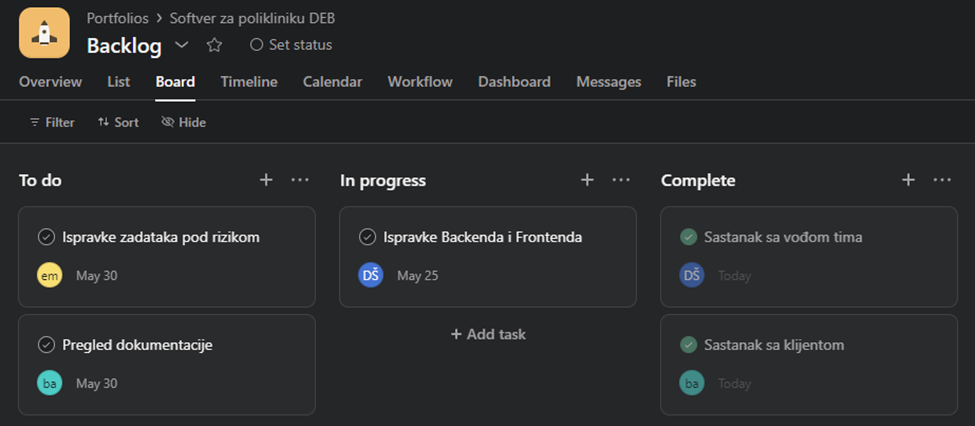 Portfolios > Softver za polikliniku DEB
Backlog Set status
Overview List Board Timeline Calendar Workflow Dashboard Messages Files
Filter Sort Hide
To do
Ispravke zadataka pod rizikom
em May 30
Pregled dokumentacije
ba May 30
In progress
Ispravke Backenda i Frontenda
DŠ May 25
+ Add task
Complete
Sastanak sa vođom tima
DŠ Today
Sastanak sa klijentom
ba Today